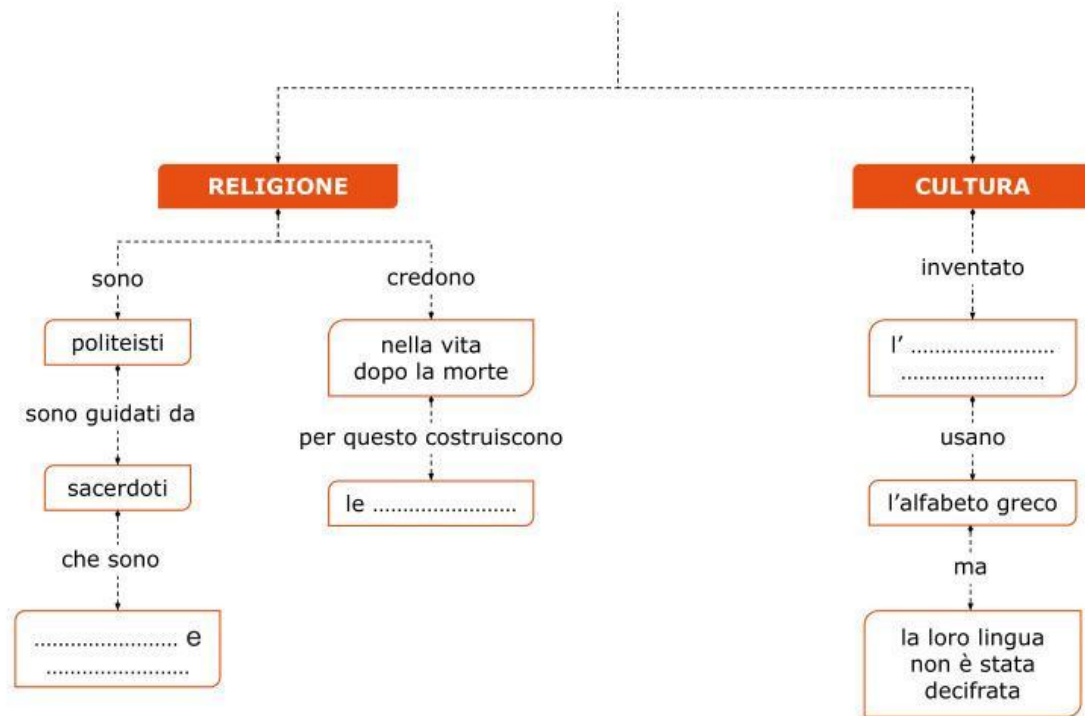 RELIGIONE
CULTURA
sono
credono
inventato
politeisti
nella vita
dopo la morte
l' ........................
........................
sono guidati da
per questo costruiscono
usano
sacerdoti
le ........................
l'alfabeto greco
che sono
ma
........................ e
........................
la loro lingua
non è stata
decifrata